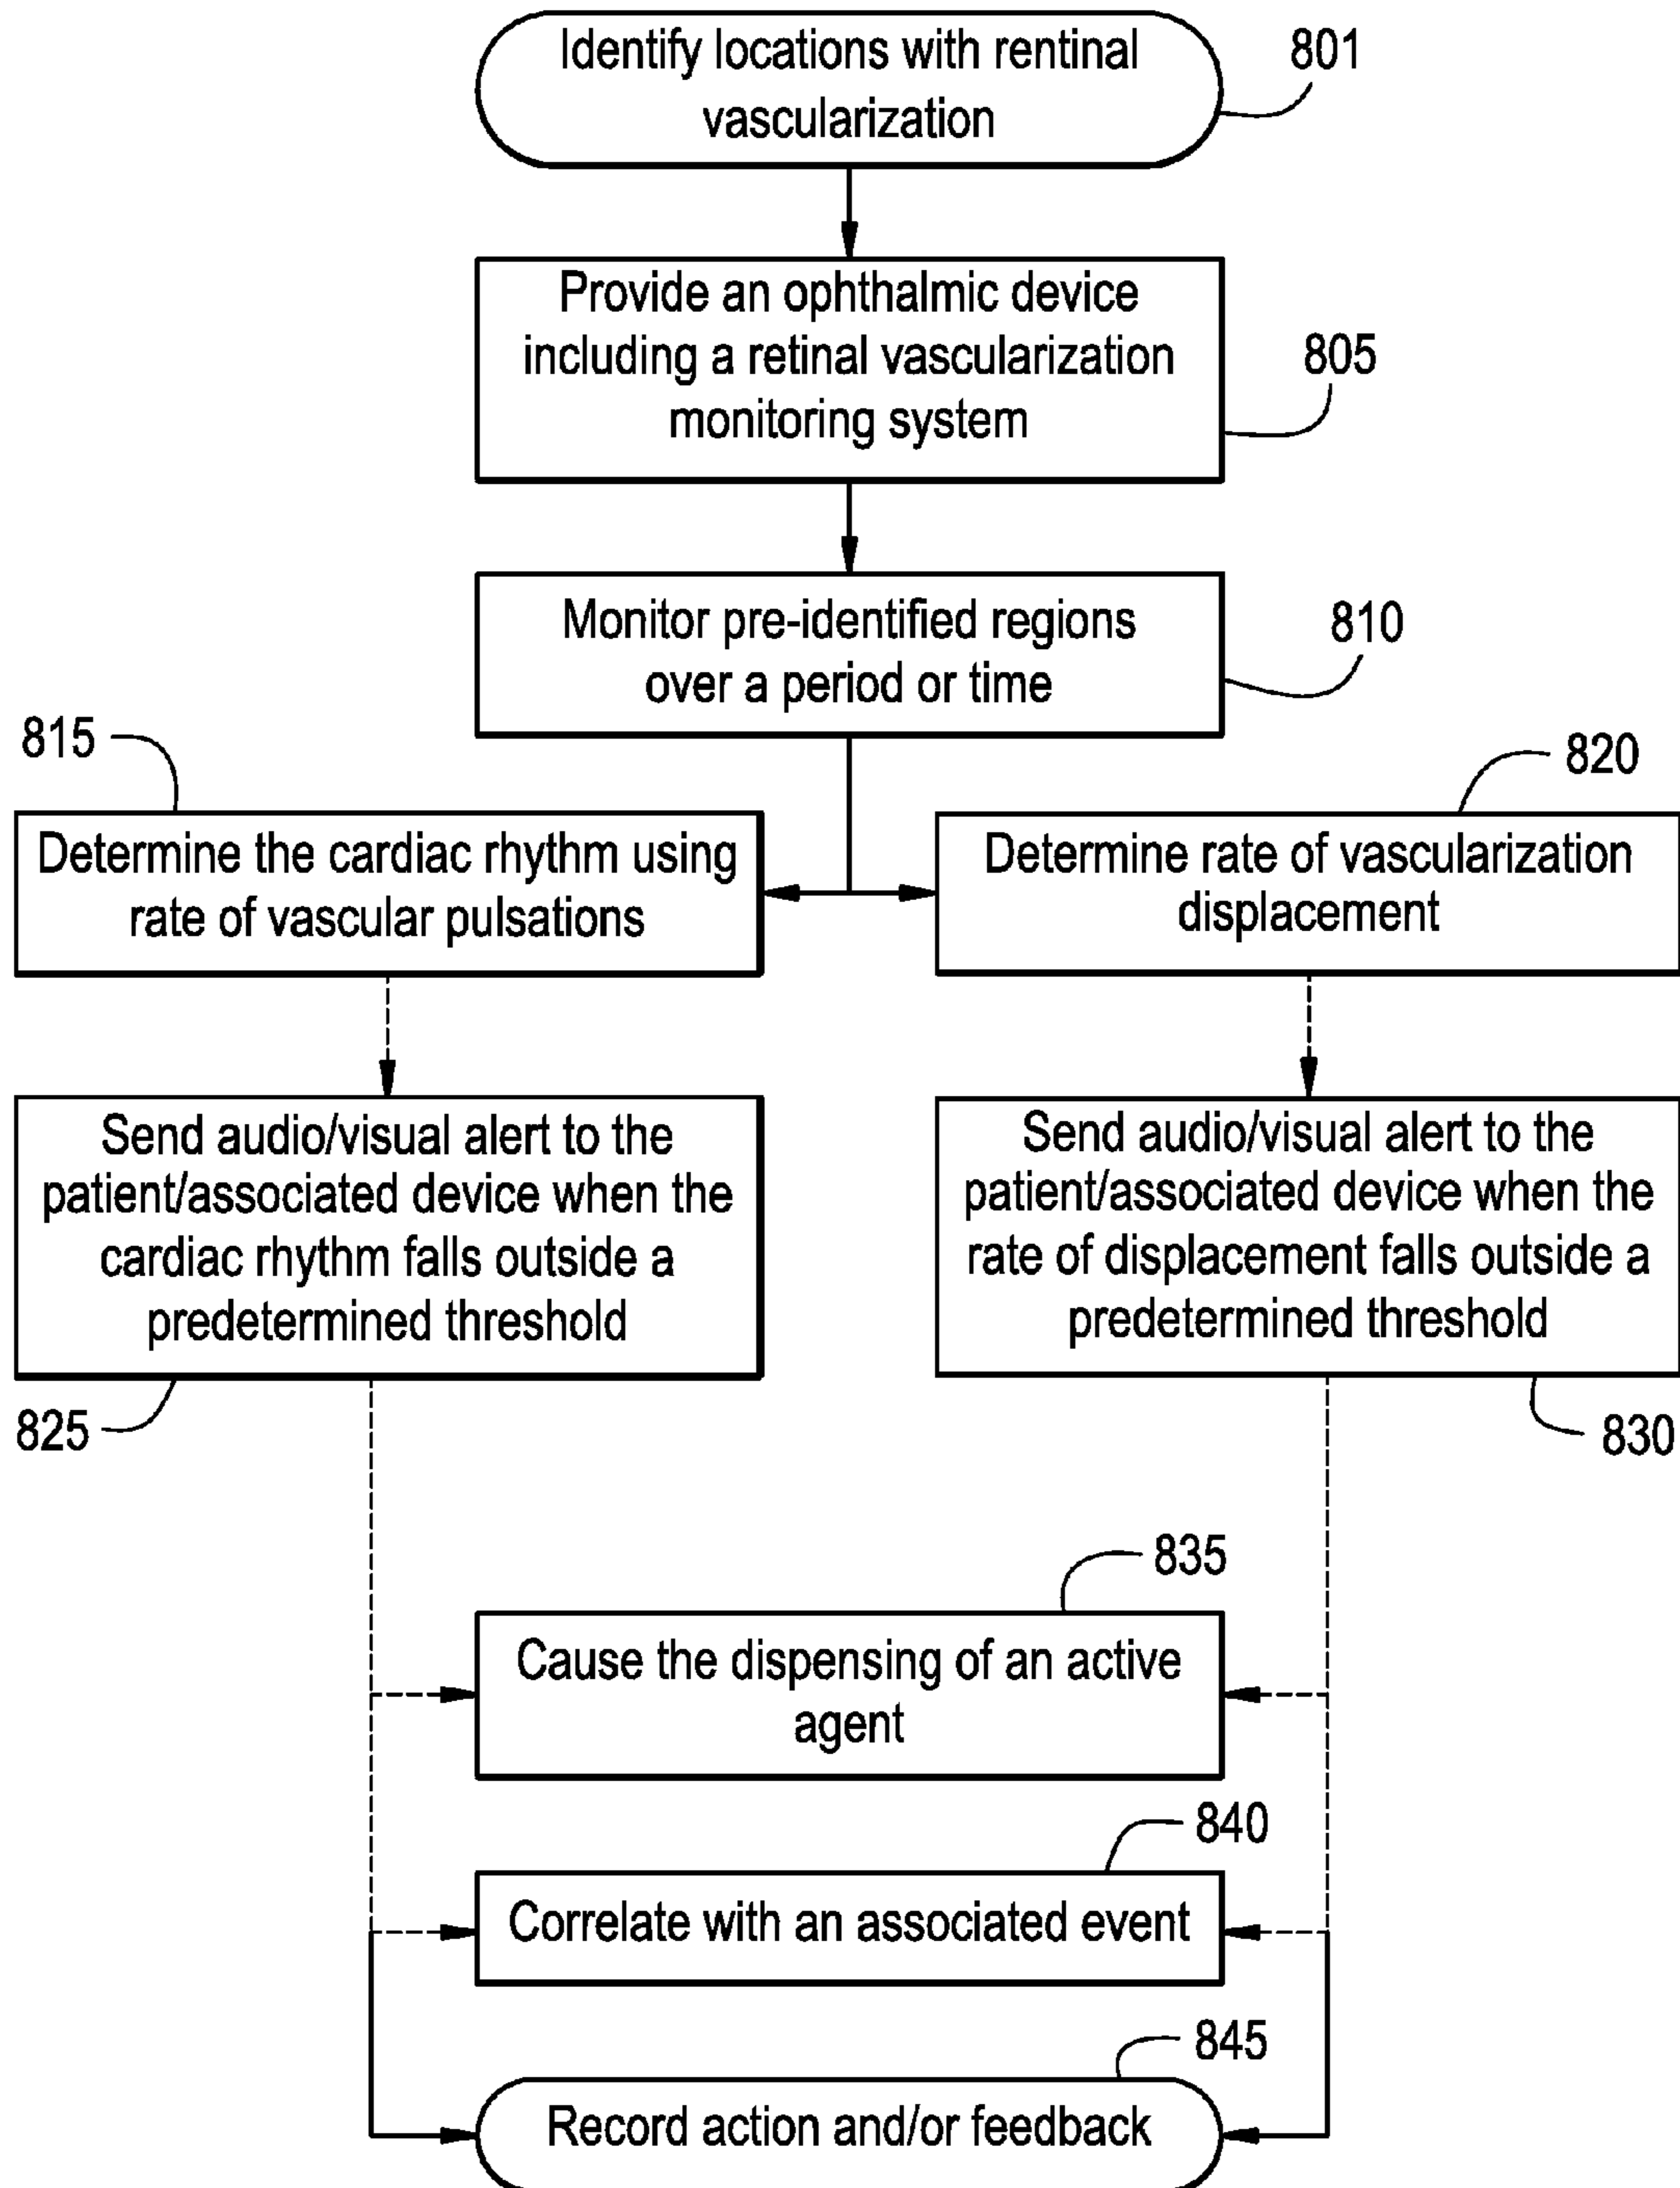 Identify locations with rentinal
vascularization
801
Provide an ophthalmic device
including a retinal vascularization
monitoring system
805
Monitor pre-identified regions
over a period or time
810
815
Determine the cardiac rhythm using
rate of vascular pulsations
820
Determine rate of vascularization
displacement
Send audio/visual alert to the
patient/associated device when the
cardiac rhythm falls outside a
predetermined threshold
825
Send audio/visual alert to the
patient/associated device when the
rate of displacement falls outside a
predetermined threshold
830
835
Cause the dispensing of an active
agent
840
Correlate with an associated event
845
Record action and/or feedback